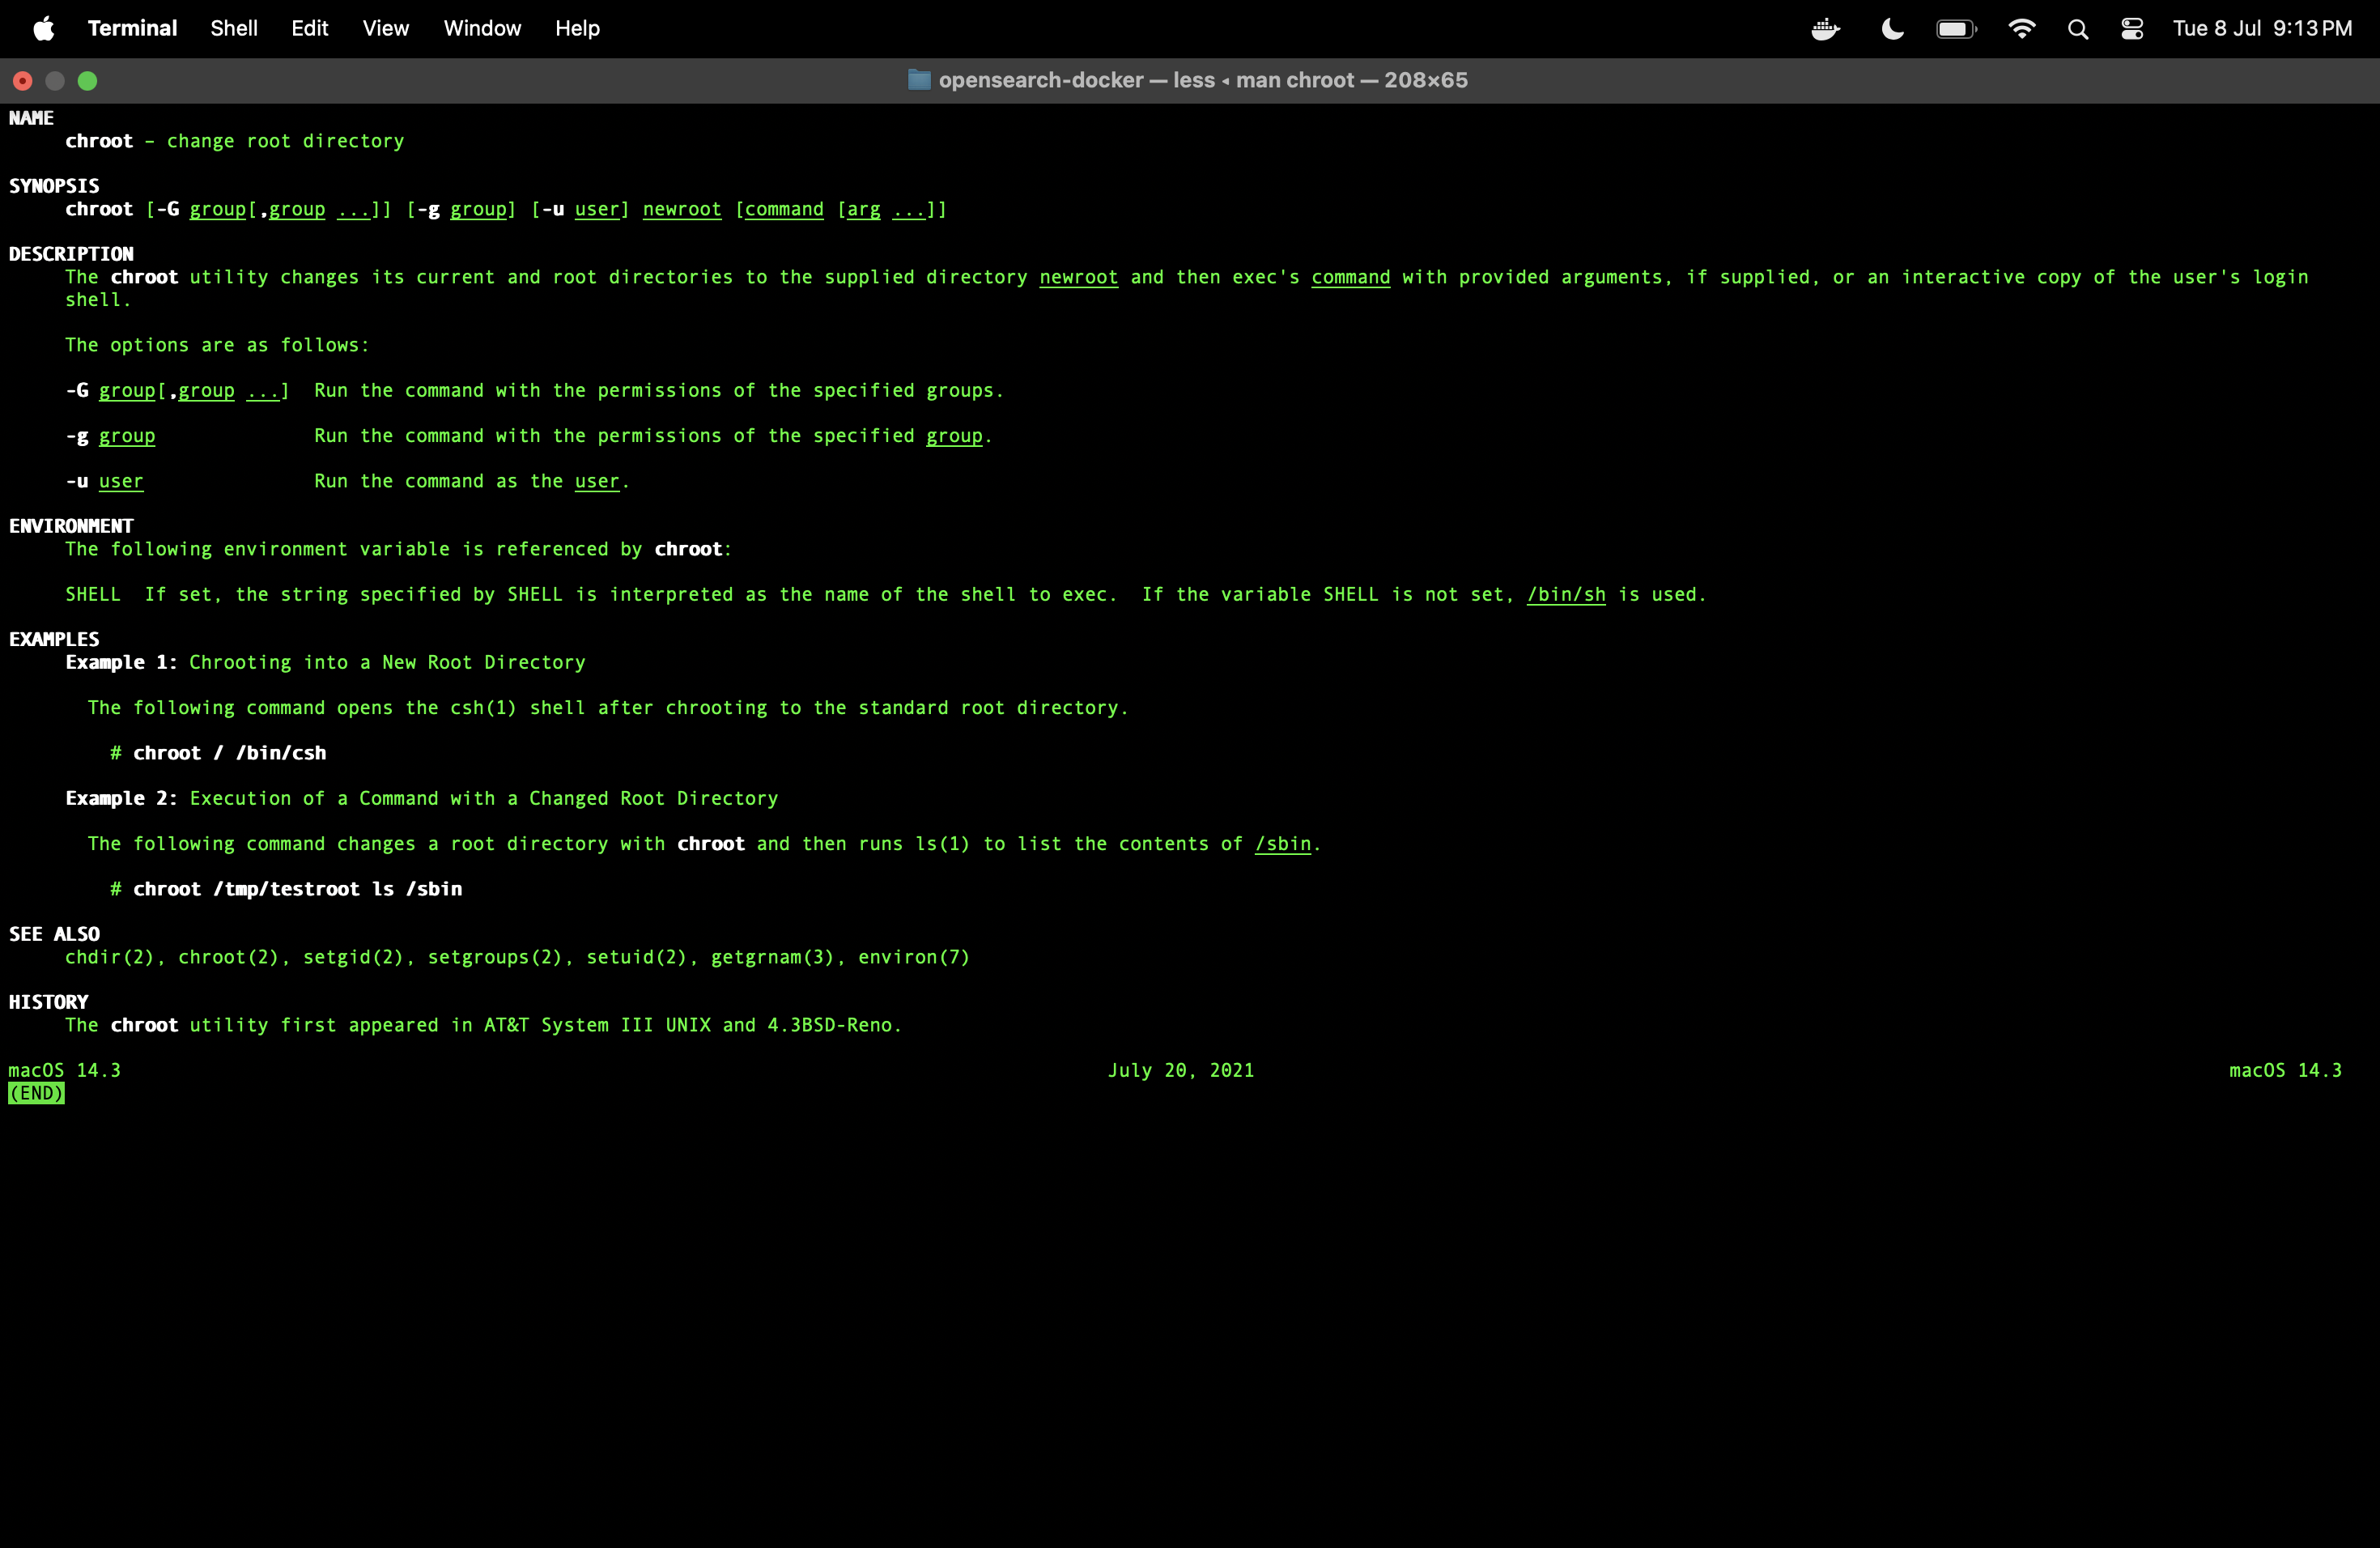 Terminal Shell Edit View Window Help Tue 8 Jul 9:13 PM
opensearch-docker — less ◂ man chroot — 208×65
NAME
chroot – change root directory
SYNOPSIS
chroot [-G group[,group ...]] [-g group] [-u user] newroot [command [arg ...]]
DESCRIPTION
The chroot utility changes its current and root directories to the supplied directory newroot and then exec's command with provided arguments, if supplied, or an interactive copy of the user's login
shell.
The options are as follows:
-G group[,group ...]  Run the command with the permissions of the specified groups.
-g group              Run the command with the permissions of the specified group.
-u user               Run the command as the user.
ENVIRONMENT
The following environment variable is referenced by chroot:
SHELL  If set, the string specified by SHELL is interpreted as the name of the shell to exec.  If the variable SHELL is not set, /bin/sh is used.
EXAMPLES
Example 1: Chrooting into a New Root Directory
The following command opens the csh(1) shell after chrooting to the standard root directory.
# chroot / /bin/csh
Example 2: Execution of a Command with a Changed Root Directory
The following command changes a root directory with chroot and then runs ls(1) to list the contents of /sbin.
# chroot /tmp/testroot ls /sbin
SEE ALSO
chdir(2), chroot(2), setgid(2), setgroups(2), setuid(2), getgrnam(3), environ(7)
HISTORY
The chroot utility first appeared in AT&T System III UNIX and 4.3BSD-Reno.
macOS 14.3 July 20, 2021 macOS 14.3
(END)